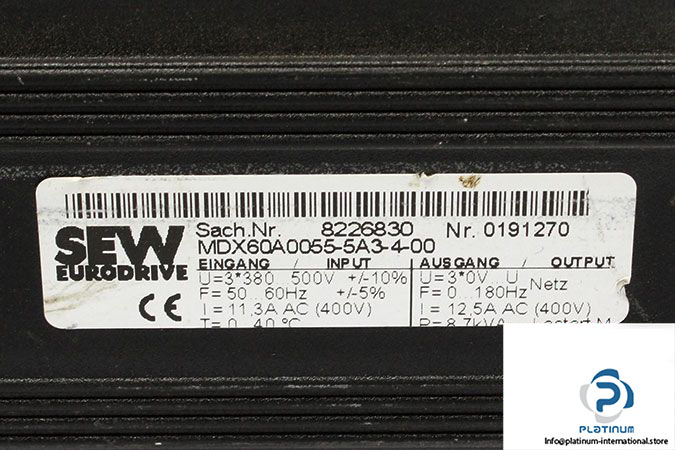 SEW
EURODRIVE
Sach.Nr. 8226830 Nr. 0191270
MDX60A0055-5A3-4-00
EINGANG / INPUT
U=3*380 500V +/-10%
F= 50 60Hz +/-5%
I = 11,3A AC (400V)
T= 0 40 °C
AUSGANG / OUTPUT
U=3*0V U Netz
F= 0 180Hz
I = 12,5A AC (400V)
P= 8,7kVA
CE
PLATINUM
Info@platinum-international.store